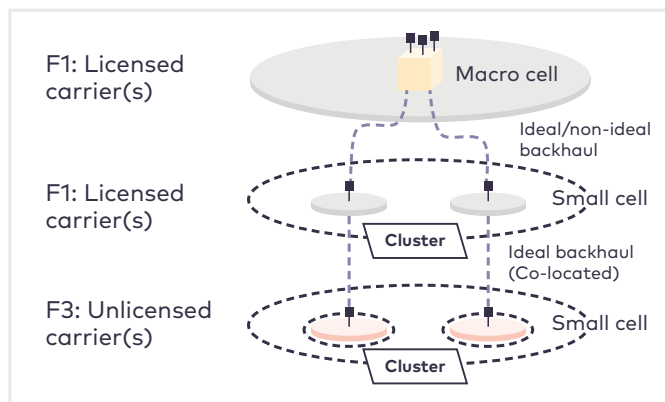 F1: Licensed
carrier(s)
Macro cell
Ideal/non-ideal
backhaul
F1: Licensed
carrier(s)
Small cell
Cluster
Ideal backhaul
(Co-located)
F3: Unlicensed
carrier(s)
Small cell
Cluster